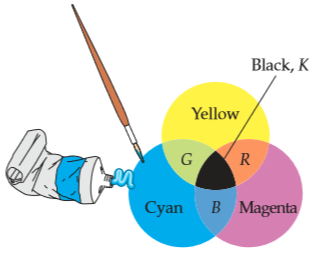 Black, K
Yellow
G
R
Cyan
B
Magenta